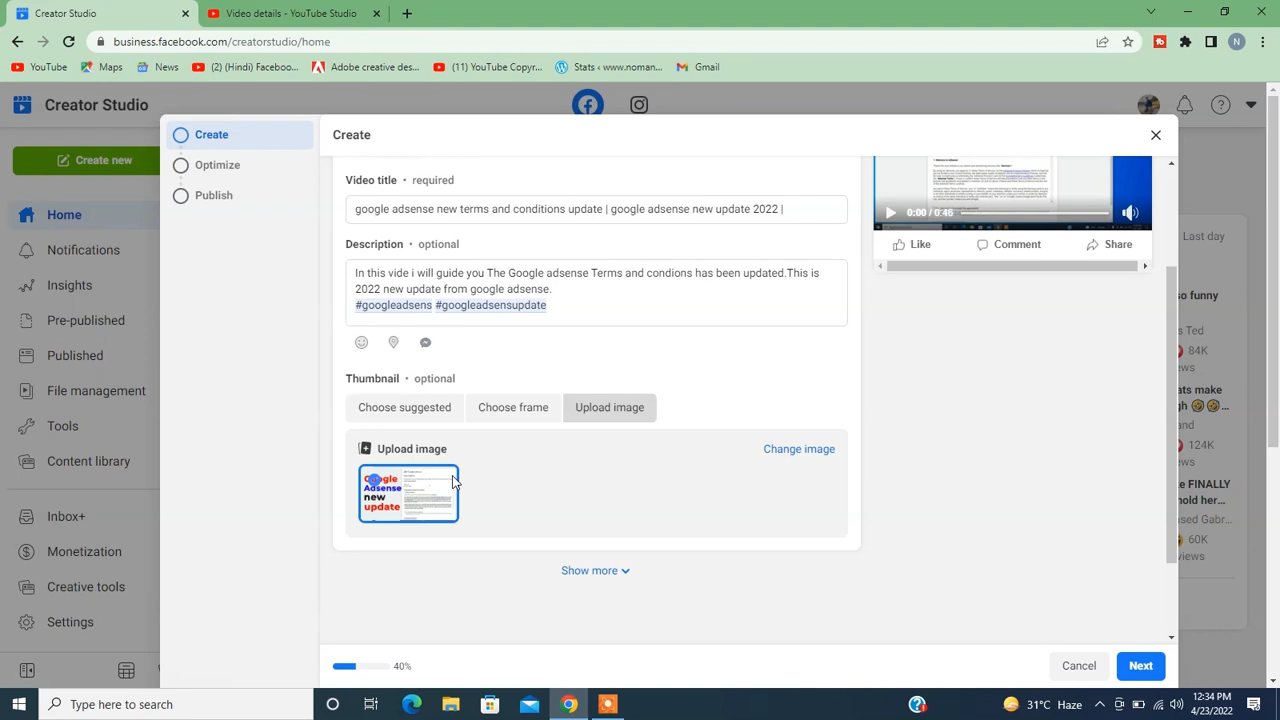 Creator Studio
Video details - YouTube Studio
business.facebook.com/creatorstudio/home
N
YouTube
Maps
News
(2) (Hindi) Faceboo...
Adobe creative des...
(11) YouTube Copyr...
Stats ‹ www.noman...
Gmail
Creator Studio
Create new
Home
Notifications
Insights
Pre-published
Published
File management
Tools
Content library
Inbox+
Monetization
Creative tools
Settings
Create
Optimize
Publish
Create
Video title • required
google adsense new terms and conditions update | google adsense new update 2022 |
Description • optional
In this vide i will guide you The Google adsense Terms and condions has been updated.This is
2022 new update from google adsense.
#googleadsens #googleadsensupdate
Thumbnail • optional
Choose suggested
Choose frame
Upload image
Upload image
Change image
Google
Adsense
new
update
Show more
0:00 / 0:46
Like
Comment
Share
Last day
so funny
s Ted
84K
ews
ats make
gh
and
124K
views
e FINALLY
hold her...
sed Gabr...
60K
views
40%
Cancel
Next
Type here to search
31°C Haze
12:34 PM
4/23/2022